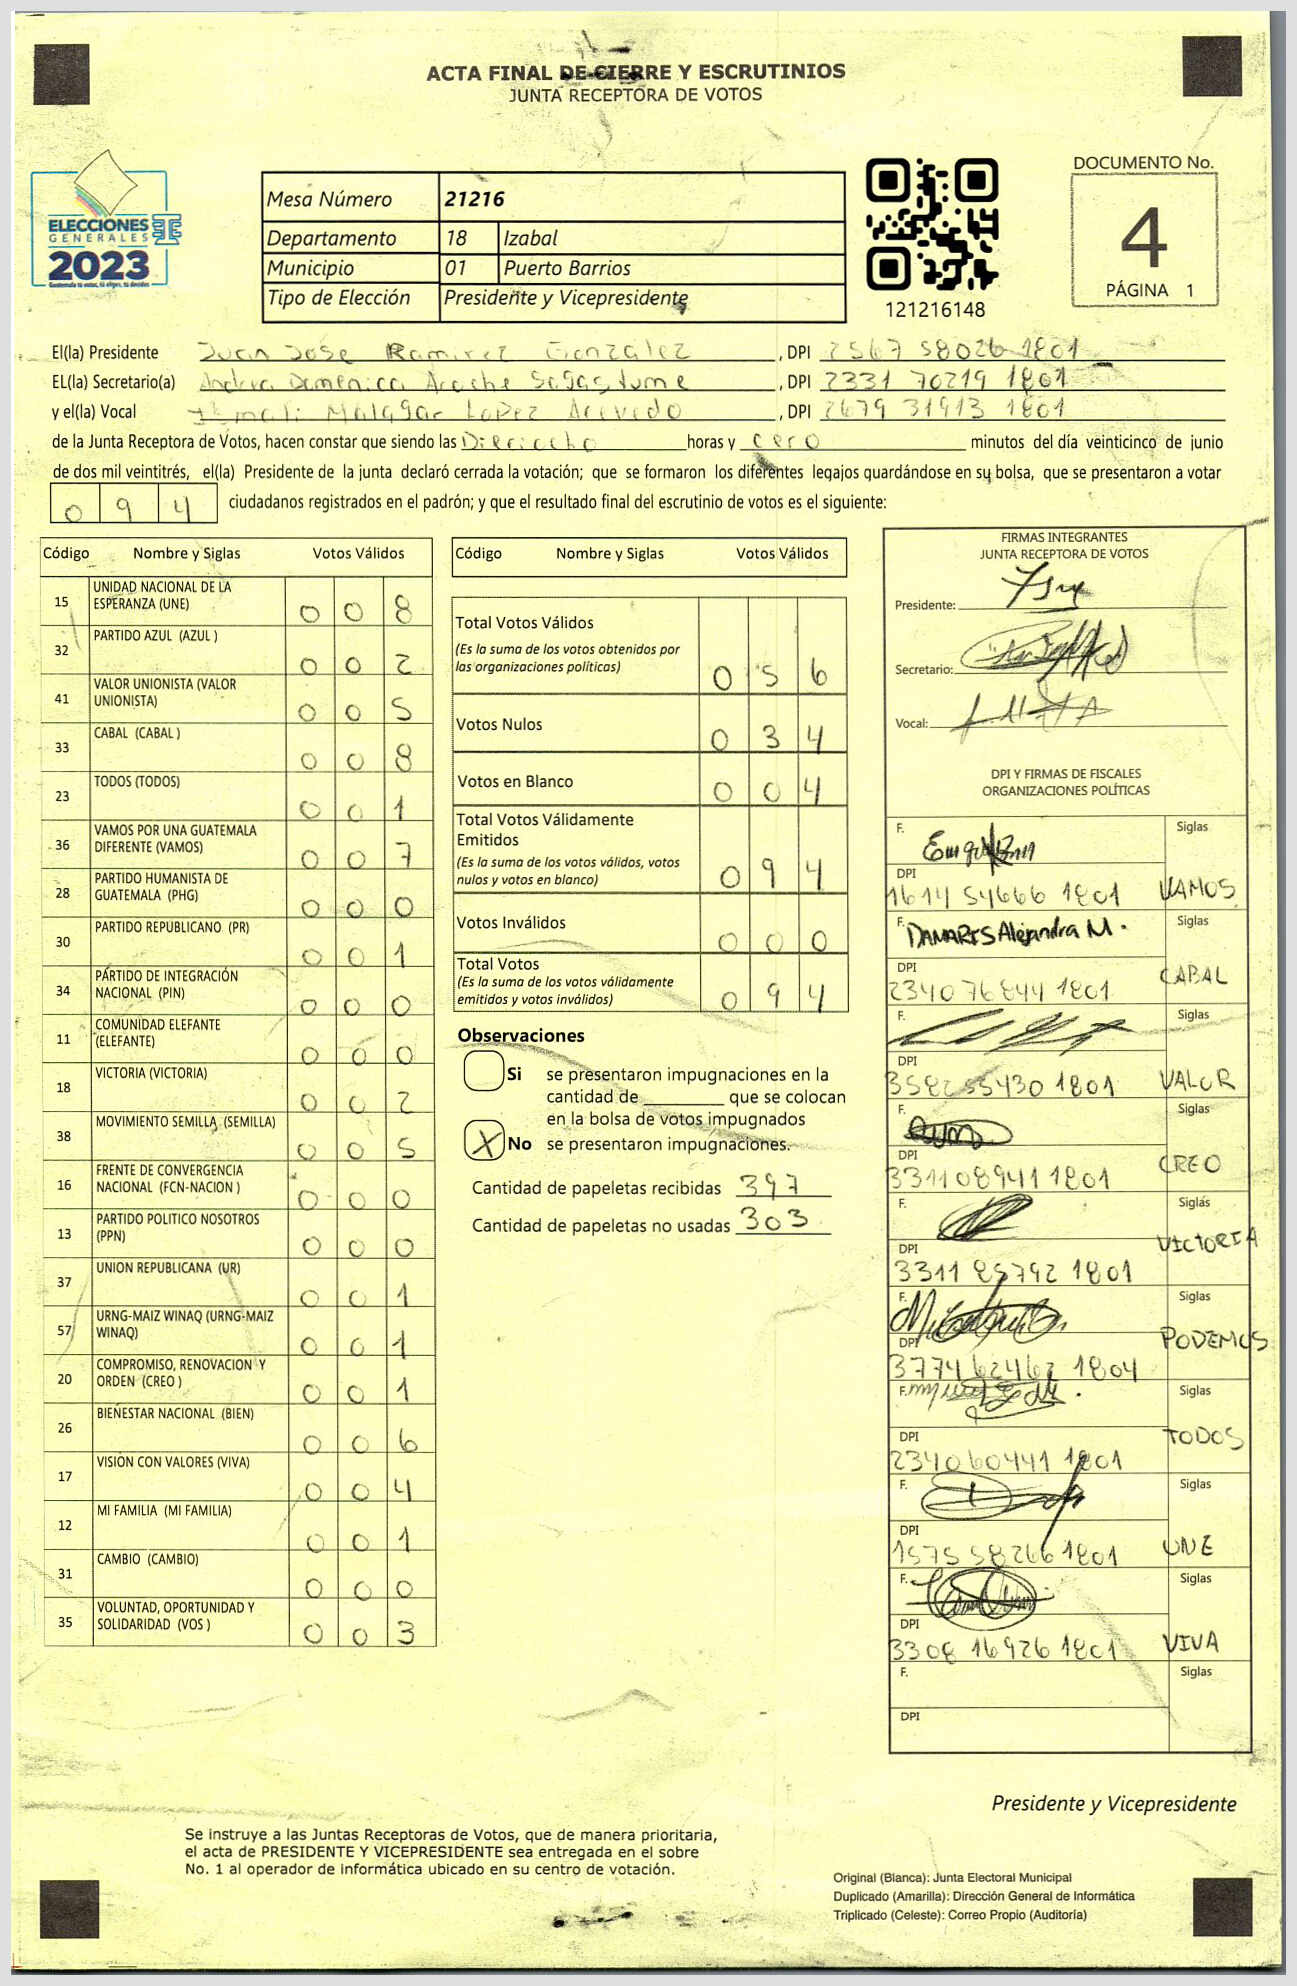 ACTA FINAL DE CIERRE Y ESCRUTINIOS
JUNTA RECEPTORA DE VOTOS
ELECCIONES
GENERALES
2023
Mesa Número 21216
Departamento 18 Izabal
Municipio 01 Puerto Barrios
Tipo de Elección Presidente y Vicepresidente
121216148
DOCUMENTO No.
4
PÁGINA 1
El(la) Presidente Juan José Ramirez Gonzalez , DPI 2567 58026 1801
EL(la) Secretario(a) Andrea Domenica Arache Sagastume , DPI 2331 70219 1801
y el(la) Vocal Malagar Lopez Acevedo , DPI 2679 31913 1801
de la Junta Receptora de Votos, hacen constar que siendo las Dieciocho horas y cero minutos del día veinticinco de junio
de dos mil veintitrés, el(la) Presidente de la junta declaró cerrada la votación; que se formaron los diferentes legajos guardándose en su bolsa, que se presentaron a votar
0 9 4 ciudadanos registrados en el padrón; y que el resultado final del escrutinio de votos es el siguiente:
Código Nombre y Siglas Votos Válidos
15 UNIDAD NACIONAL DE LA ESPERANZA (UNE) 0 0 8
32 PARTIDO AZUL (AZUL ) 0 0 2
41 VALOR UNIONISTA (VALOR UNIONISTA) 0 0 5
33 CABAL (CABAL ) 0 0 8
23 TODOS (TODOS) 0 0 1
36 VAMOS POR UNA GUATEMALA DIFERENTE (VAMOS) 0 0 7
28 PARTIDO HUMANISTA DE GUATEMALA (PHG) 0 0 0
30 PARTIDO REPUBLICANO (PR) 0 0 1
34 PARTIDO DE INTEGRACIÓN NACIONAL (PIN) 0 0 0
11 COMUNIDAD ELEFANTE (ELEFANTE) 0 0 0
18 VICTORIA (VICTORIA) 0 0 2
38 MOVIMIENTO SEMILLA (SEMILLA) 0 0 5
16 FRENTE DE CONVERGENCIA NACIONAL (FCN-NACION ) 0 0 0
13 PARTIDO POLITICO NOSOTROS (PPN) 0 0 0
37 UNION REPUBLICANA (UR) 0 0 1
57 URNG-MAIZ WINAQ (URNG-MAIZ WINAQ) 0 0 1
20 COMPROMISO, RENOVACION Y ORDEN (CREO ) 0 0 1
26 BIENESTAR NACIONAL (BIEN) 0 0 6
17 VISION CON VALORES (VIVA) 0 0 4
12 MI FAMILIA (MI FAMILIA) 0 0 1
31 CAMBIO (CAMBIO) 0 0 0
35 VOLUNTAD, OPORTUNIDAD Y SOLIDARIDAD (VOS ) 0 0 3
Código Nombre y Siglas Votos Válidos
Total Votos Válidos
(Es la suma de los votos obtenidos por
las organizaciones políticas) 0 5 6
Votos Nulos 0 3 4
Votos en Blanco 0 0 4
Total Votos Válidamente
Emitidos
(Es la suma de los votos válidos, votos
nulos y votos en blanco) 0 9 4
Votos Inválidos 0 0 0
Total Votos
(Es la suma de los votos válidamente
emitidos y votos inválidos) 0 9 4
Observaciones
Si se presentaron impugnaciones en la
cantidad de ________ que se colocan
en la bolsa de votos impugnados
X No se presentaron impugnaciones.
Cantidad de papeletas recibidas 397
Cantidad de papeletas no usadas 303
FIRMAS INTEGRANTES
JUNTA RECEPTORA DE VOTOS
Presidente:
Secretario:
Vocal:
DPI Y FIRMAS DE FISCALES
ORGANIZACIONES POLÍTICAS
F. Siglas
DPI
1614 54666 1801 VAMOS
F. DAMARIS Alejandra M. Siglas
DPI
2340 76844 1801 CABAL
F. Siglas
DPI
3582 55430 1801 VALOR
F. Siglas
DPI
3311 08941 1801 CREO
F. Siglas
DPI
3311 85792 1801 VICTORIA
F. Siglas
DPI
3774 62462 1804 PODEMOS
F. Siglas
DPI
2340 60441 1801 TODOS
F. Siglas
DPI
1575 58266 1801 UNE
F. Siglas
DPI
3308 16926 1801 VIVA
F. Siglas
DPI
Presidente y Vicepresidente
Se instruye a las Juntas Receptoras de Votos, que de manera prioritaria,
el acta de PRESIDENTE Y VICEPRESIDENTE sea entregada en el sobre
No. 1 al operador de informática ubicado en su centro de votación.
Original (Blanca): Junta Electoral Municipal
Duplicado (Amarilla): Dirección General de Informática
Triplicado (Celeste): Correo Propio (Auditoría)